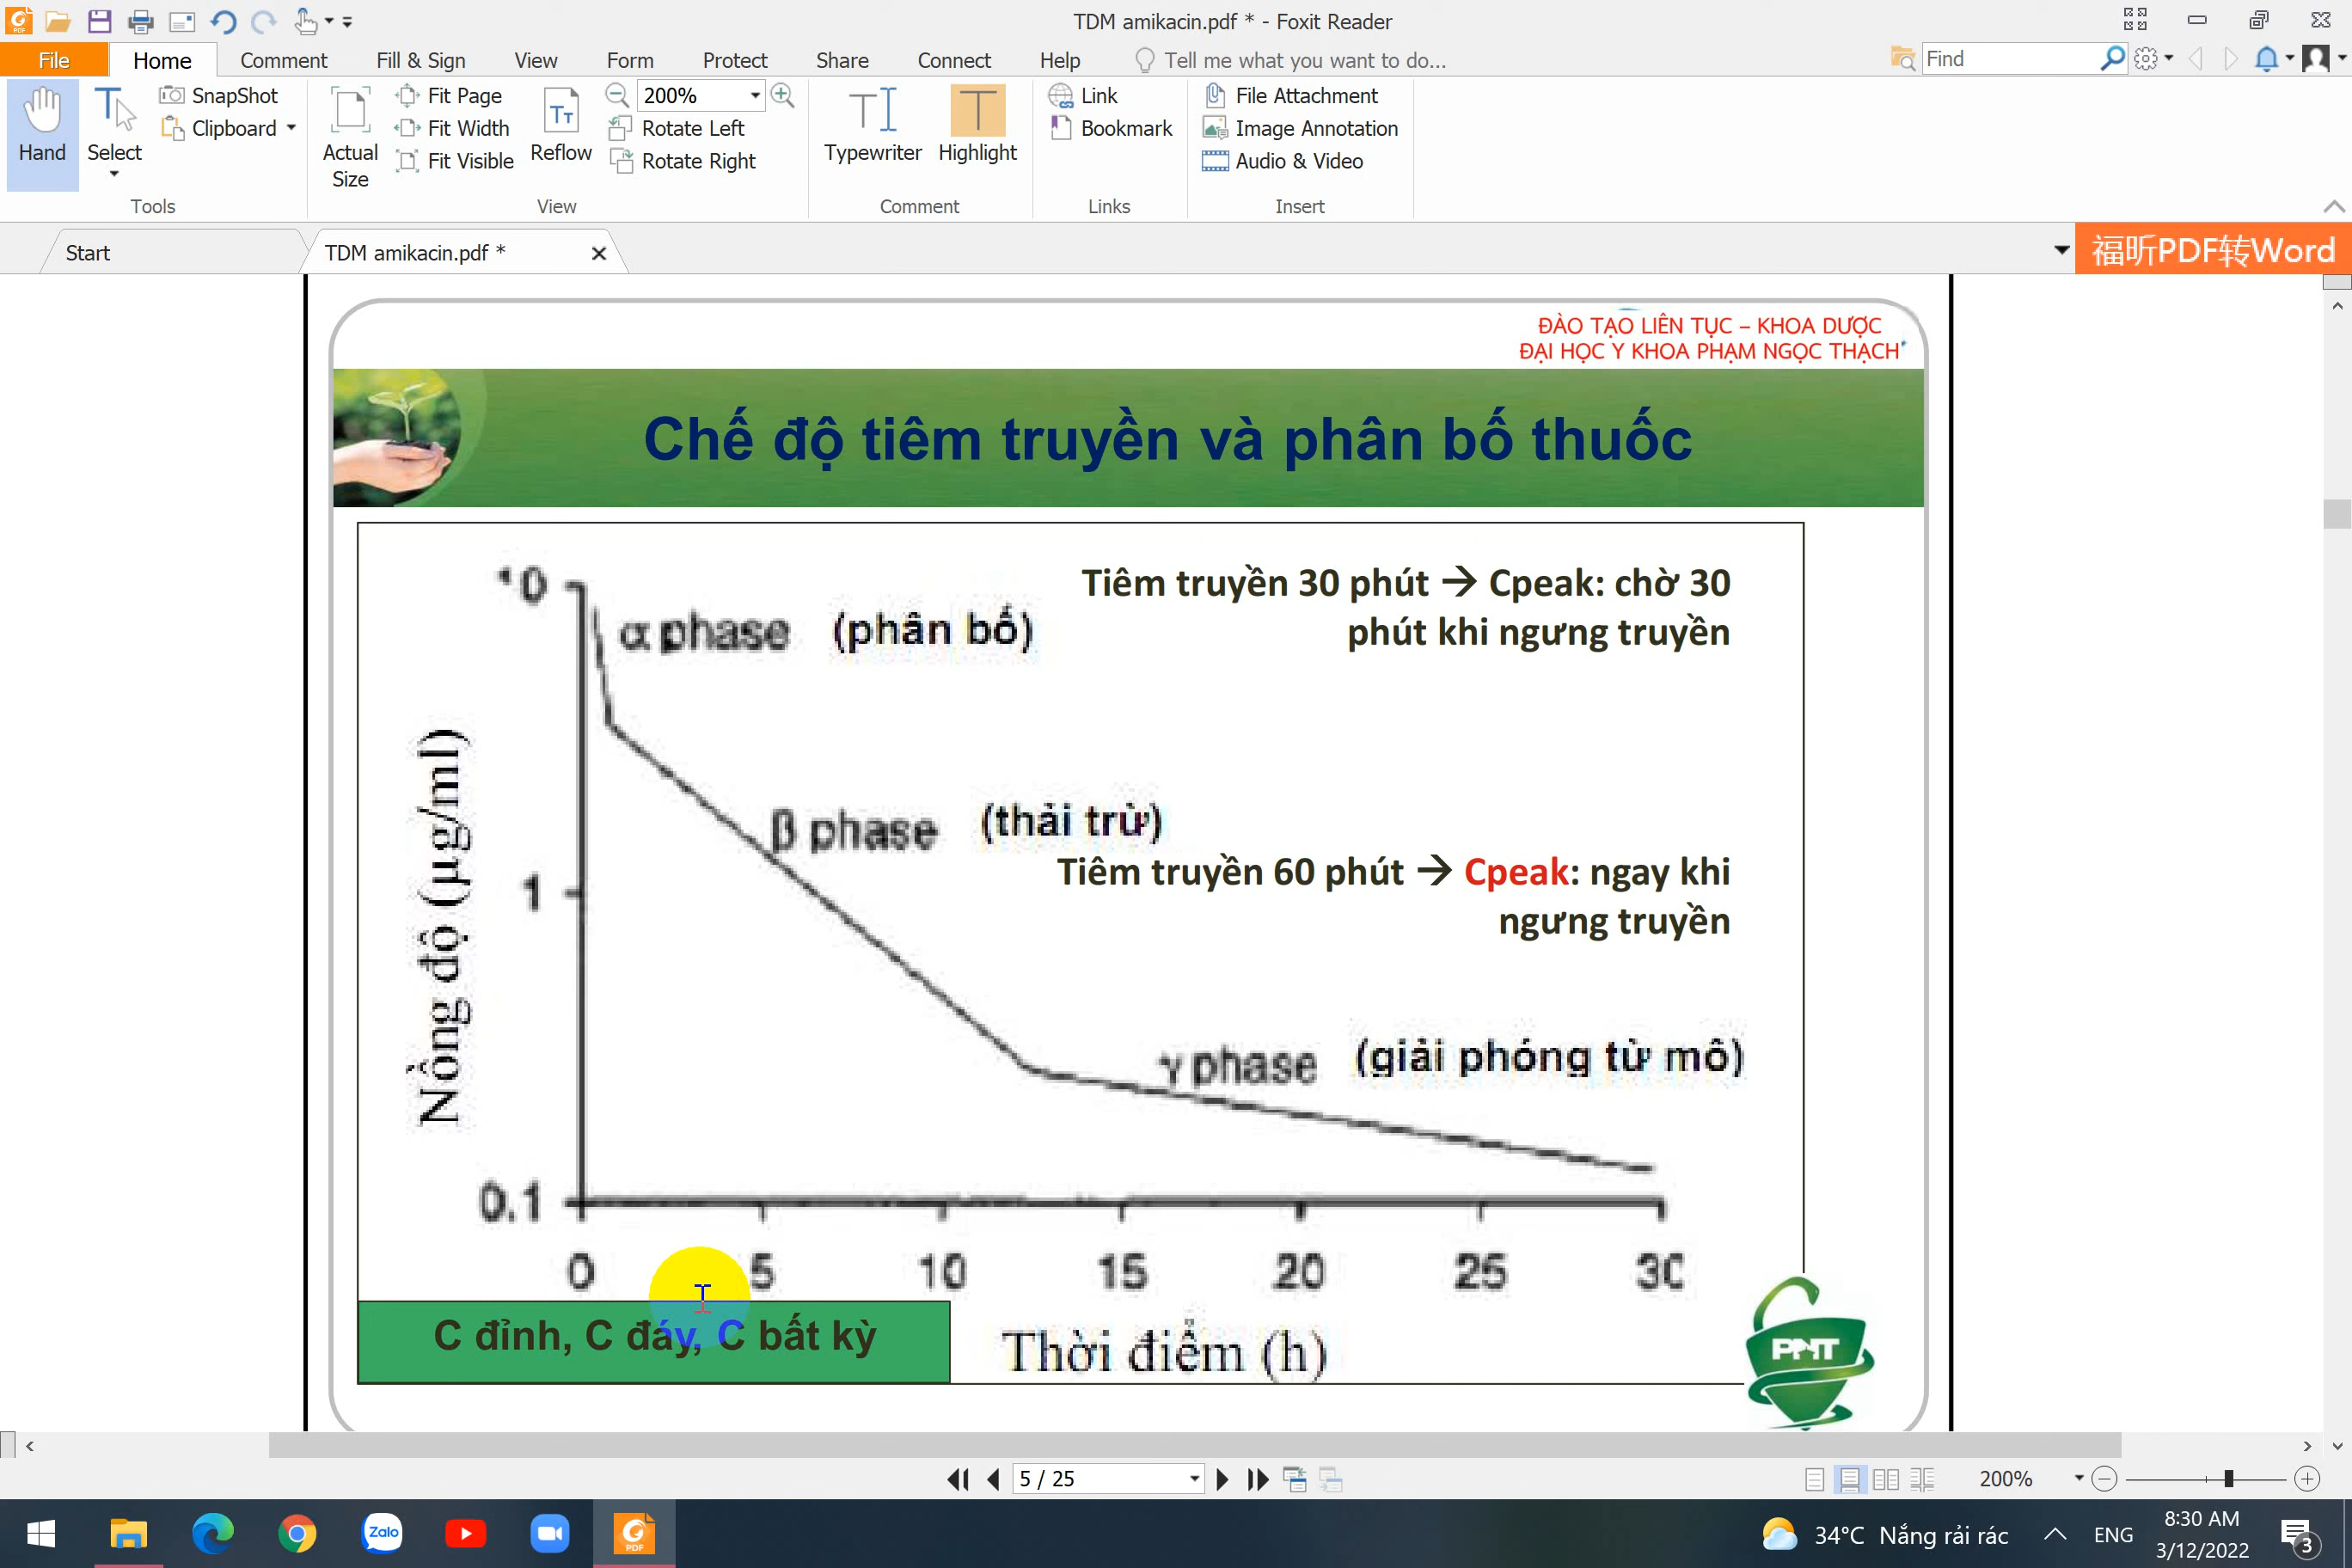 TDM amikacin.pdf * - Foxit Reader
File Home Comment Fill & Sign View Form Protect Share Connect Help Tell me what you want to do... Find
Hand
Select
SnapShot
Clipboard
Tools
Actual Size
Fit Page
Fit Width
Fit Visible
Reflow
200%
Rotate Left
Rotate Right
View
Typewriter
Highlight
Comment
Link
Bookmark
Links
File Attachment
Image Annotation
Audio & Video
Insert
Start
TDM amikacin.pdf *
福昕PDF转Word
ĐÀO TẠO LIÊN TỤC – KHOA DƯỢC
ĐẠI HỌC Y KHOA PHẠM NGỌC THẠCH
Chế độ tiêm truyền và phân bố thuốc
Tiêm truyền 30 phút → Cpeak: chờ 30
phút khi ngưng truyền
α phase (phân bố)
β phase (thải trừ)
Tiêm truyền 60 phút → Cpeak: ngay khi
ngưng truyền
γ phase (giải phóng từ mô)
Nồng độ (µg/ml)
1
0.1
0 5 10 15 20 25 30
C đỉnh, C đáy, C bất kỳ
Thời điểm (h)
PNT
5 / 25
200%
Zalo
34°C Nắng rải rác
ENG
8:30 AM
3/12/2022
3